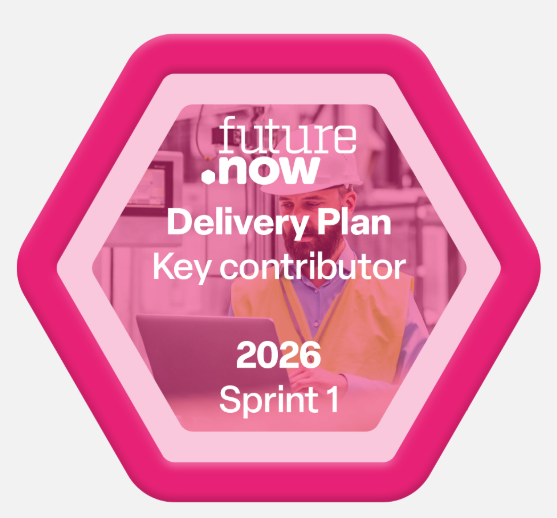 future
.now
Delivery Plan
Key contributor
2026
Sprint 1